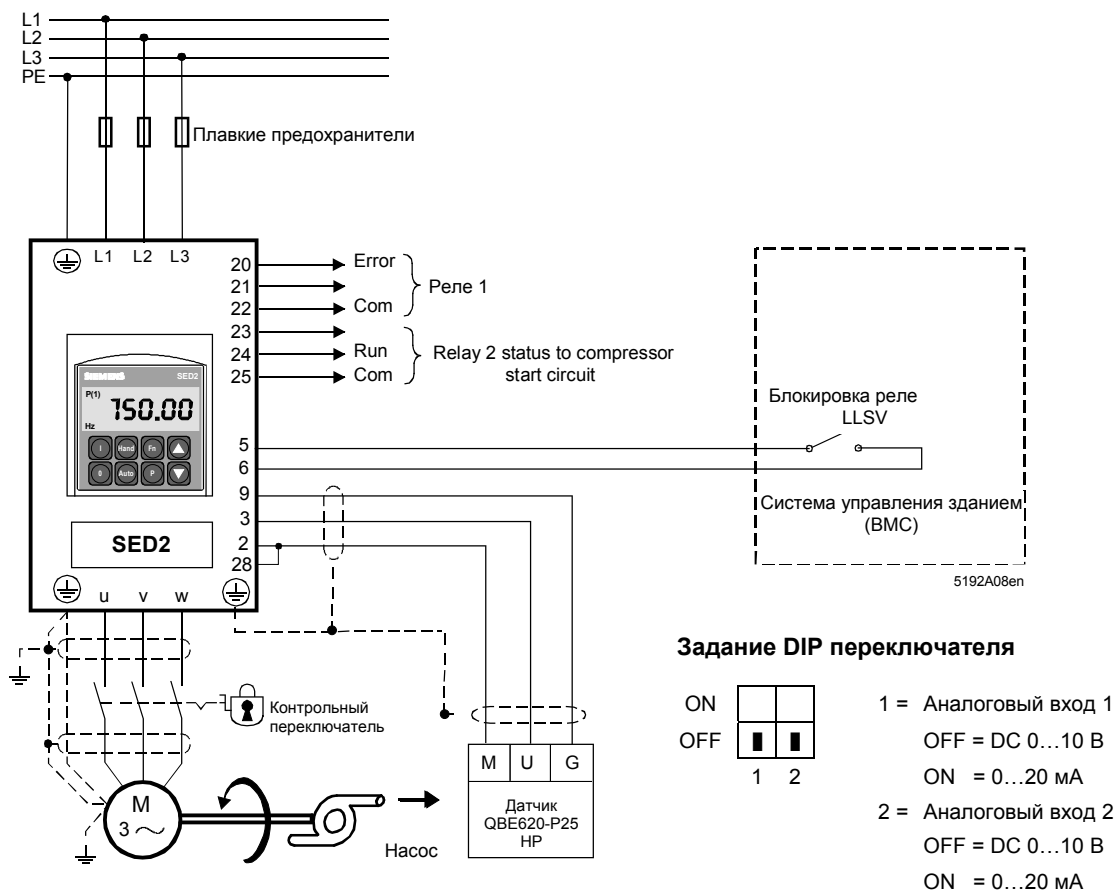 L1
L2
L3
PE
Плавкие предохранители
L1 L2 L3
20 Error
21
22 Com
Реле 1
23
24 Run
25 Com
Relay 2 status to compressor
start circuit
SIEMENS SED2
P(1)
750.00
Hz
I Hand Fn
0 Auto P
5
6
9
3
2
28
SED2
u v w
Блокировка реле
LLSV
Система управления зданием
(BMC)
5192A08en
Контрольный
переключатель
M
3
Насос
M U G
Датчик
QBE620-P25
HP
Задание DIP переключателя
ON
OFF
1 2
1 = Аналоговый вход 1
OFF = DC 0...10 В
ON = 0...20 мА
2 = Аналоговый вход 2
OFF = DC 0...10 В
ON = 0...20 мА